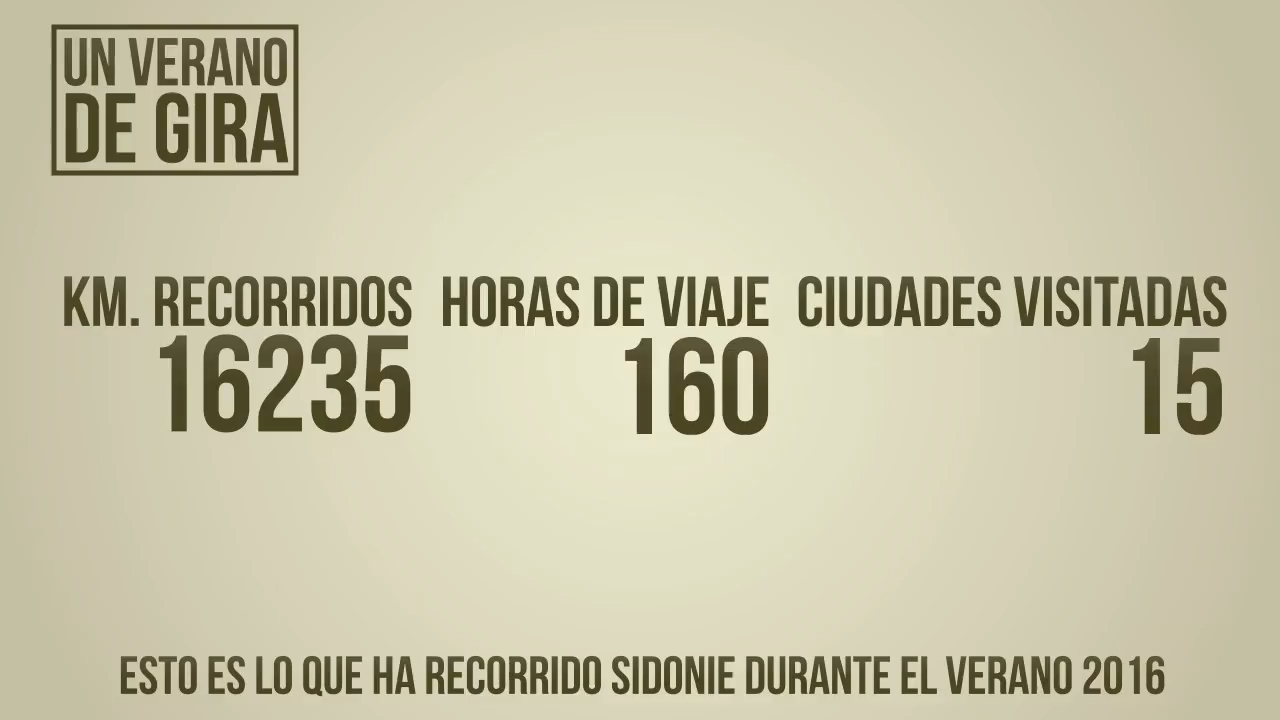 UN VERANO
DE GIRA
KM. RECORRIDOS HORAS DE VIAJE CIUDADES VISITADAS
16235 160 15
ESTO ES LO QUE HA RECORRIDO SIDONIE DURANTE EL VERANO 2016